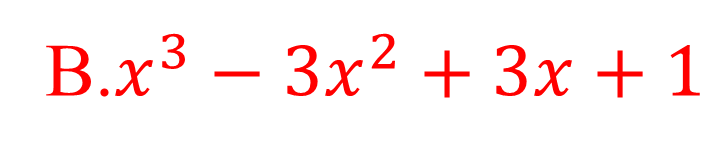 B.x³ − 3x² + 3x + 1